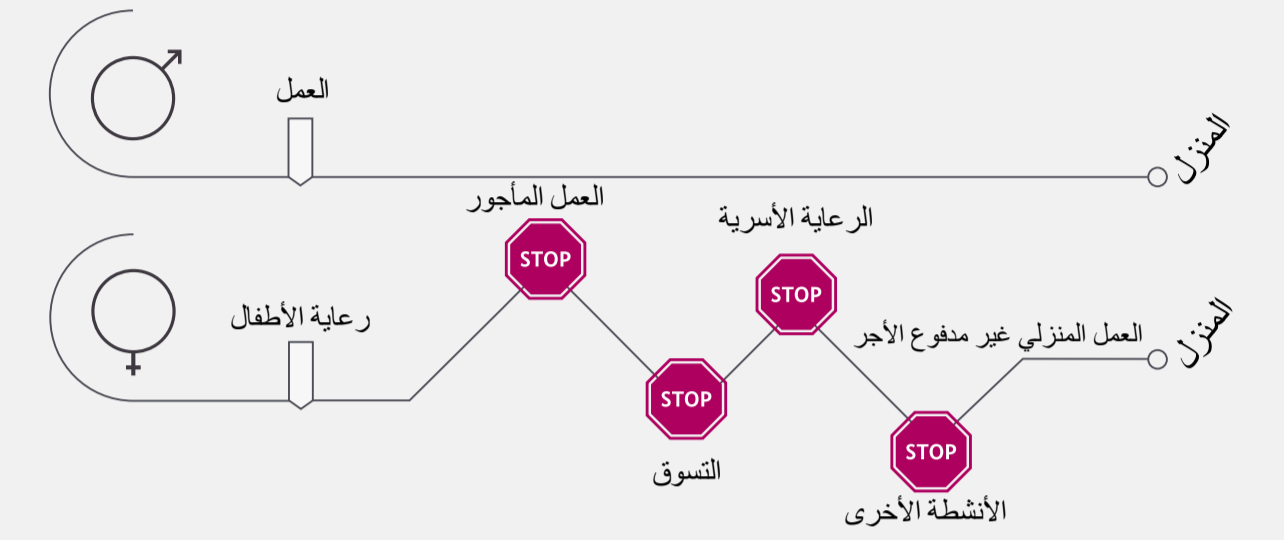 العمل
المنزل
العمل المأجور
الرعاية الأسرية
STOP
STOP
رعاية الأطفال
المنزل
العمل المنزلي غير مدفوع الأجر
STOP
STOP
التسوق
الأنشطة الأخرى